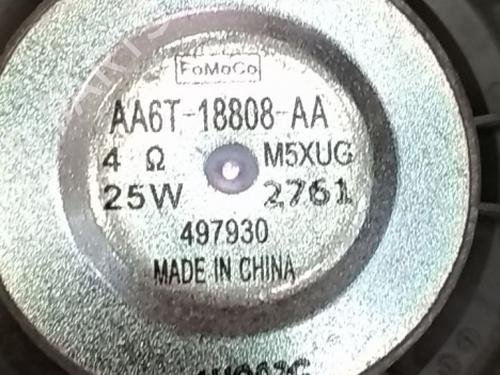 FoMoCo
AA6T-18808-AA
4 Ω M5XUG
25W 2761
497930
MADE IN CHINA